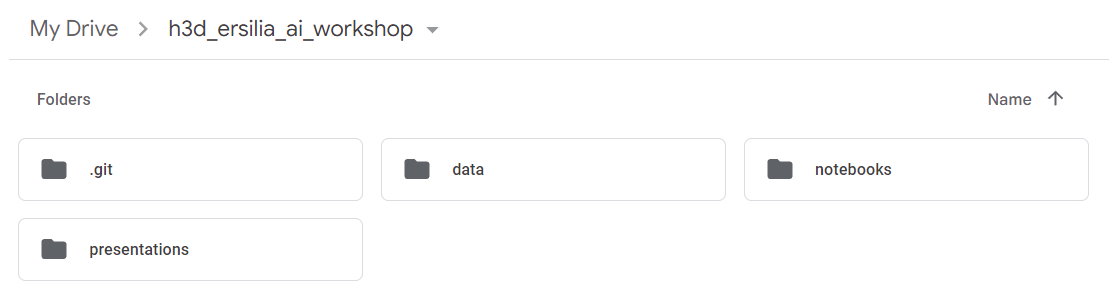 My Drive > h3d_ersilia_ai_workshop
Folders Name ↑
.git data notebooks
presentations